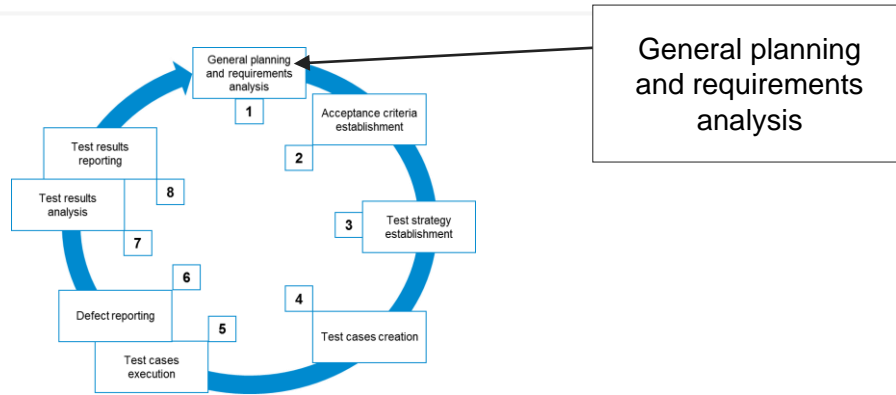 General planning
and requirements
analysis
1
Acceptance criteria
establishment
2
3
Test strategy
establishment
4
Test cases creation
5
Test cases
execution
6
Defect reporting
Test results
analysis
7
Test results
reporting
8
General planning
and requirements
analysis